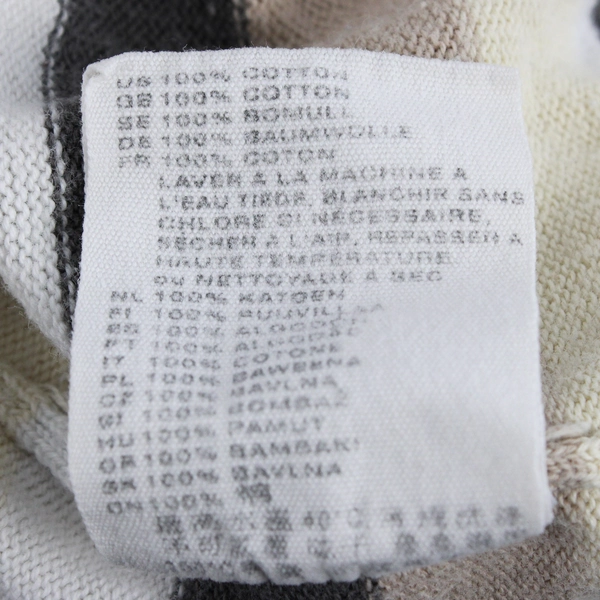 US 100% COTTON
GB 100% COTTON
SE 100% BOMULL
DE 100% BAUMWOLLE
FR 100% COTON
LAVER A LA MACHINE A
L'EAU TIEDE, BLANCHIR SANS
CHLORE SI NECESSAIRE,
SECHER A L'AIR, REPASSER A
HAUTE TEMPERATURE
OU NETTOYAGE A SEC
NL 100% KATOEN
FI 100% PUUVILLAA
ES 100% ALGODON
PT 100% ALGODAO
IT 100% COTONE
PL 100% BAWELNA
CZ 100% BAVLNA
SI 100% BOMBAZ
HU 100% PAMUT
GR 100% BAMBAKI
SK 100% BAVLNA
CN 100% 棉
40°C